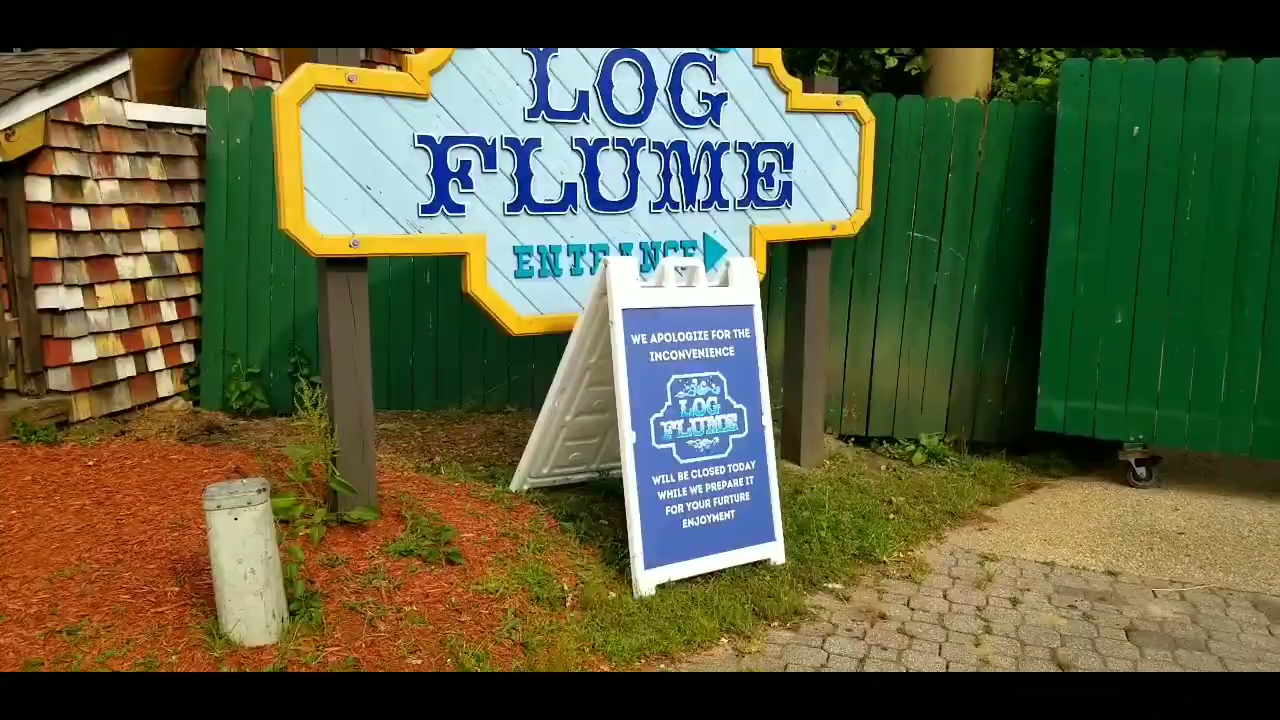 LOG
FLUME
ENTRANCE
WE APOLOGIZE FOR THE
INCONVENIENCE
LOG
FLUME
WILL BE CLOSED TODAY
WHILE WE PREPARE IT
FOR YOUR FURTURE
ENJOYMENT